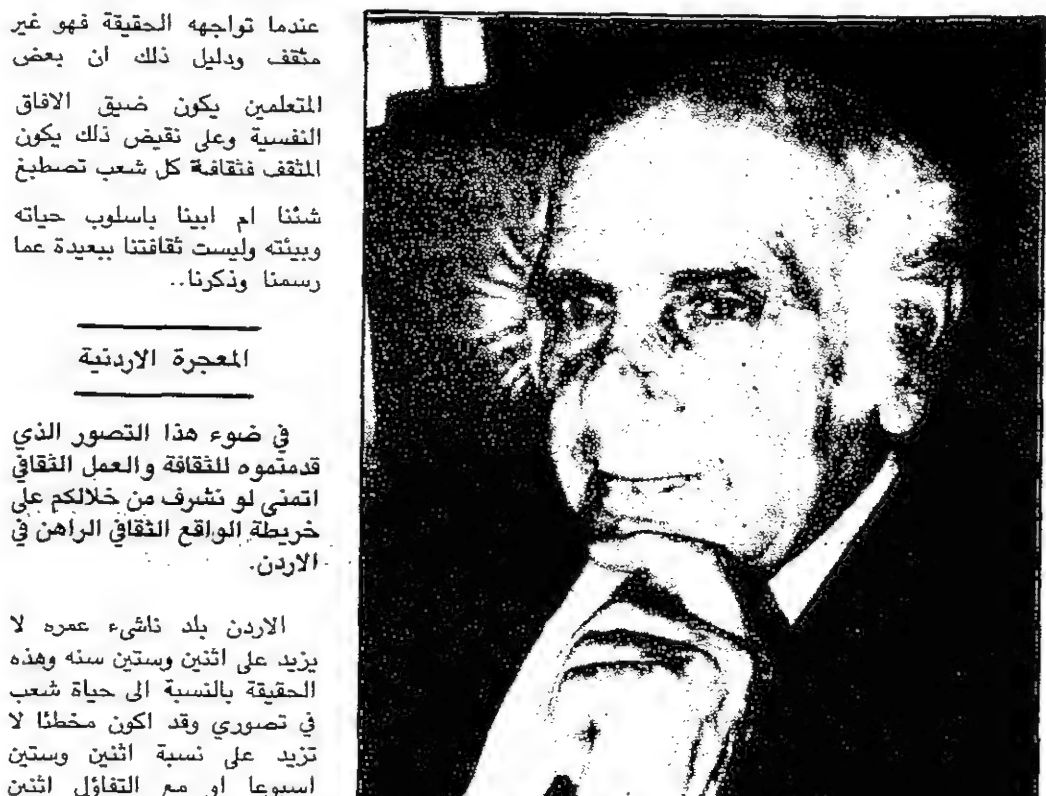 عندما تواجهه الحقيقة فهو غير
مثقف ودليل ذلك ان بعض
المتعلمين يكون ضيق الافاق
النفسية وعلى نقيض ذلك يكون
المثقف فثقافة كل شعب تصطبغ
شئنا ام ابينا باسلوب حياته
وبيئته وليست ثقافتنا ببعيدة عما
رسمنا وذكرنا..
المعجرة الاردنية
في ضوء هذا التصور الذي
قدمتموه للثقافة والعمل الثقافي
اتمنى لو نشرف من خلالكم على
خريطة الواقع الثقافي الراهن في
الاردن.
الاردن بلد ناشىء عمره لا
يزيد على اثنين وستين سنه وهذه
الحقيقة بالنسبة الى حياة شعب
في تصوري وقد اكون مخطئا لا
تزيد على نسبة اثنين وستين
اسبوعا او مع التفاؤل اثنين